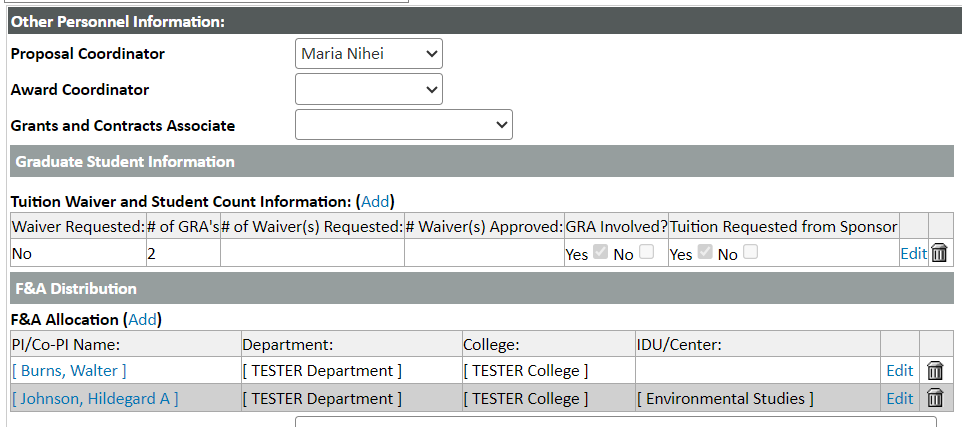 Other Personnel Information:
Proposal Coordinator Maria Nihei
Award Coordinator
Grants and Contracts Associate
Graduate Student Information
Tuition Waiver and Student Count Information: (Add)
Waiver Requested: # of GRA's # of Waiver(s) Requested: # Waiver(s) Approved: GRA Involved? Tuition Requested from Sponsor
No 2 Yes No Yes No Edit
F&A Distribution
F&A Allocation (Add)
PI/Co-PI Name: Department: College: IDU/Center:
[ Burns, Walter ] [ TESTER Department ] [ TESTER College ] Edit
[ Johnson, Hildegard A ] [ TESTER Department ] [ TESTER College ] [ Environmental Studies ] Edit